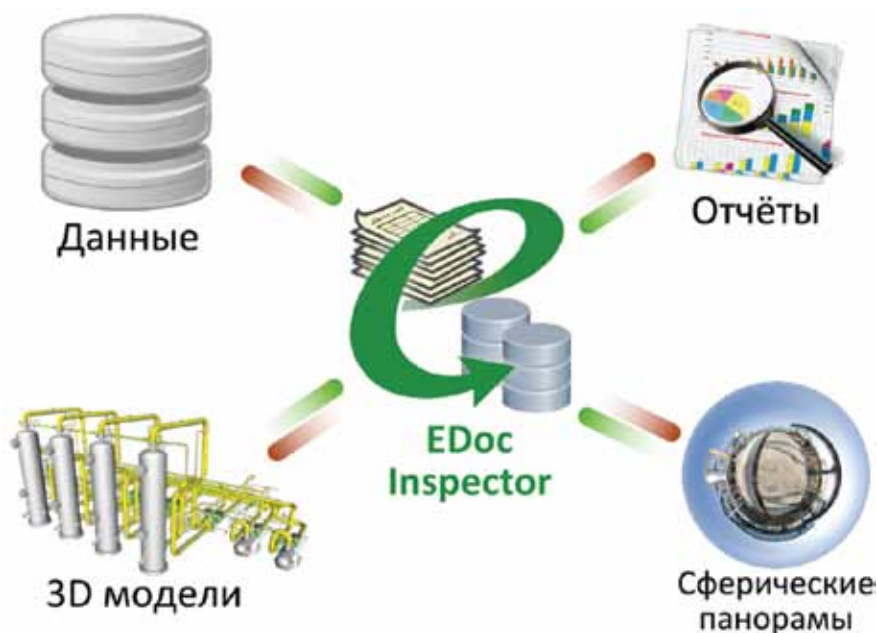 Данные
Отчёты
EDoc
Inspector
3D модели
Сферические
панорамы